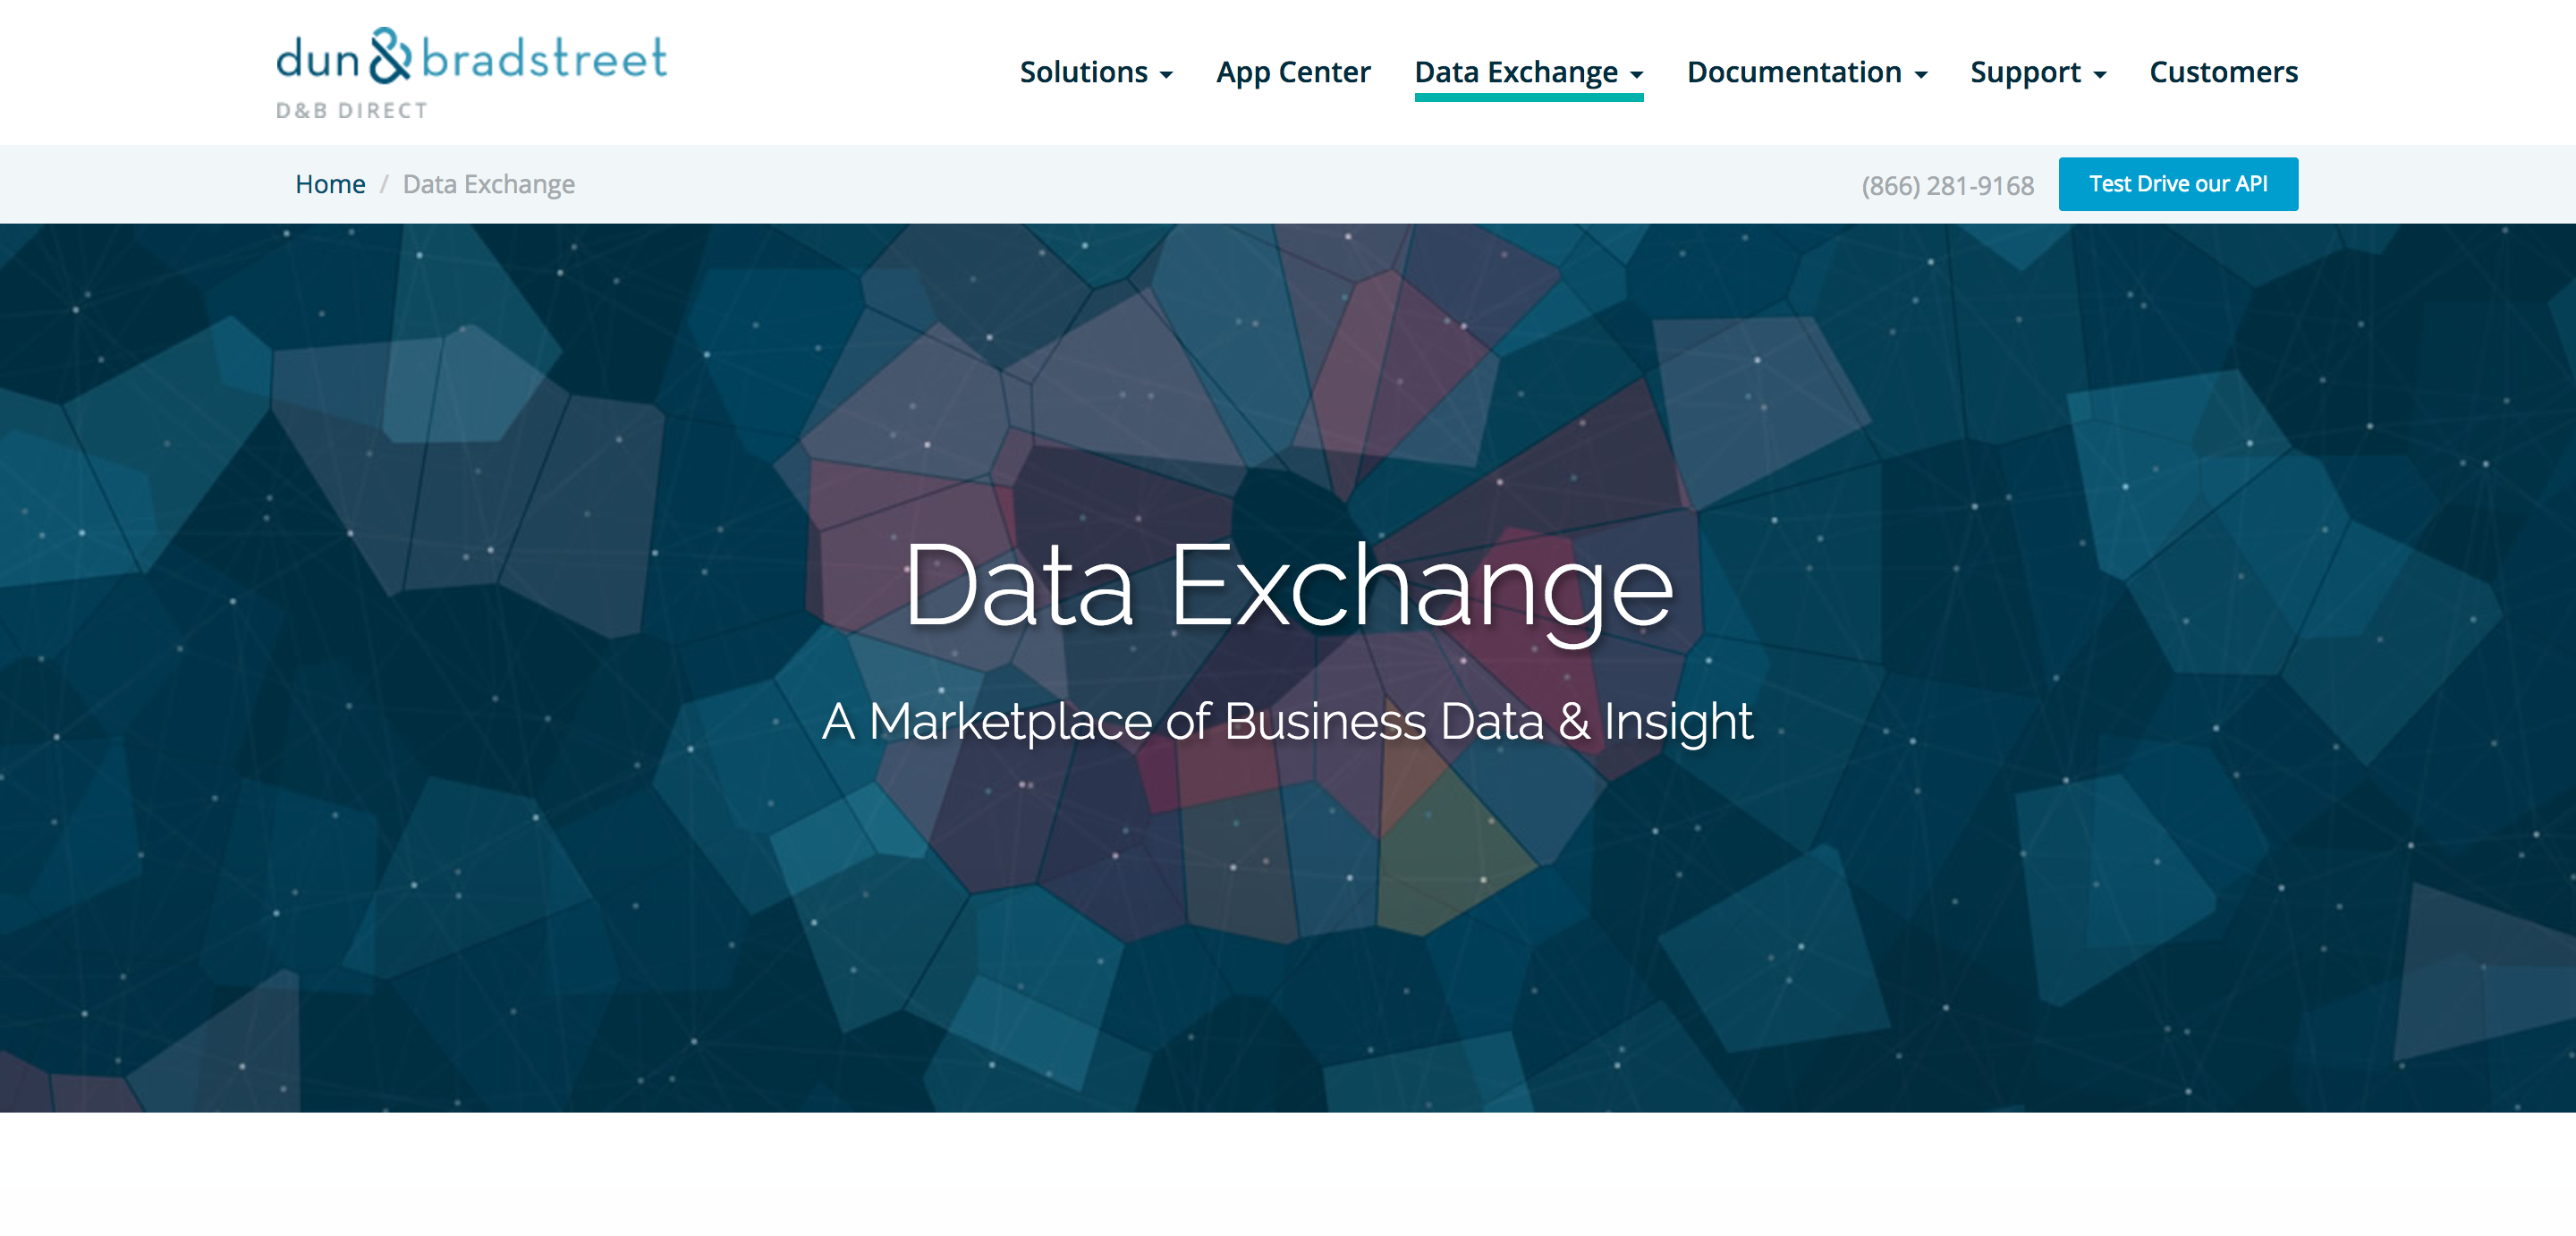 dun & bradstreet
D&B DIRECT
Solutions App Center Data Exchange Documentation Support Customers
Home / Data Exchange
(866) 281-9168 Test Drive our API
Data Exchange
A Marketplace of Business Data & Insight